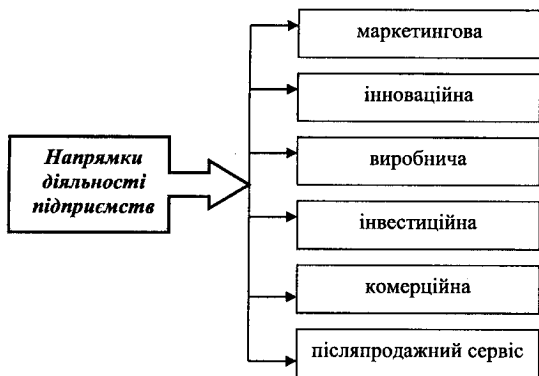 Напрямки
діяльності
підприємств
маркетингова
інноваційна
виробнича
інвестиційна
комерційна
післяпродажний сервіс